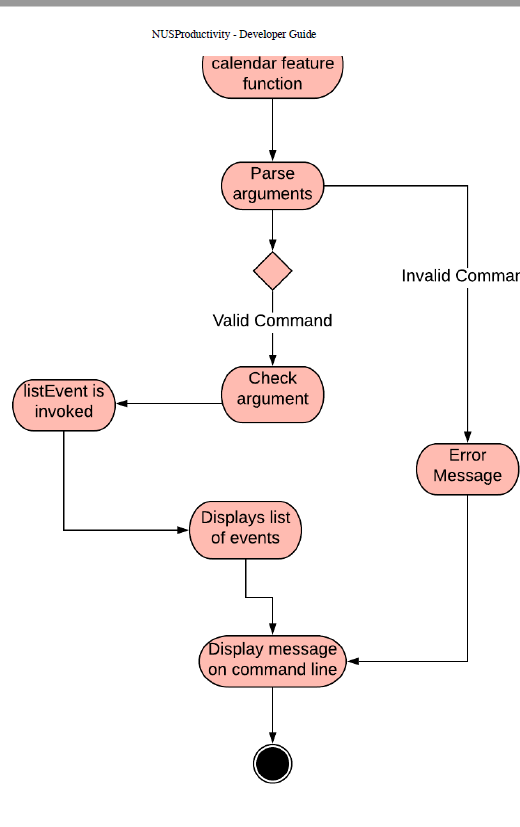 NUSProductivity - Developer Guide
calendar feature
function
Parse
arguments
Invalid
Valid Command
Check
argument
listEvent is
invoked
Error
Message
Displays list
of events
Display message
on command line